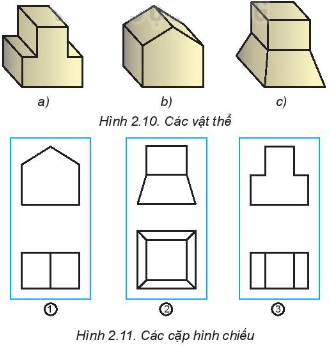 a)
b)
c)
Hình 2.10. Các vật thể
1
2
3
Hình 2.11. Các cặp hình chiếu